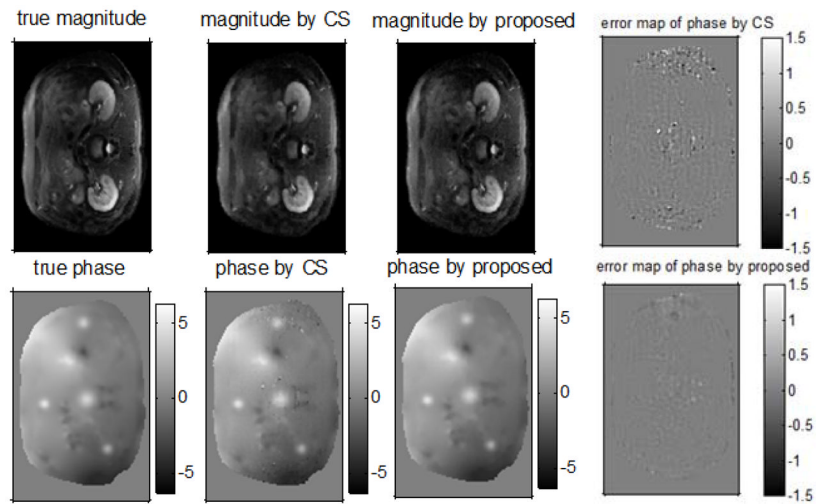 true magnitude
magnitude by CS
magnitude by proposed
error map of phase by CS
1.5
1
0.5
0
-0.5
-1
-1.5
true phase
5
0
-5
phase by CS
5
0
-5
phase by proposed
5
0
-5
error map of phase by proposed
1.5
1
0.5
0
-0.5
-1
-1.5